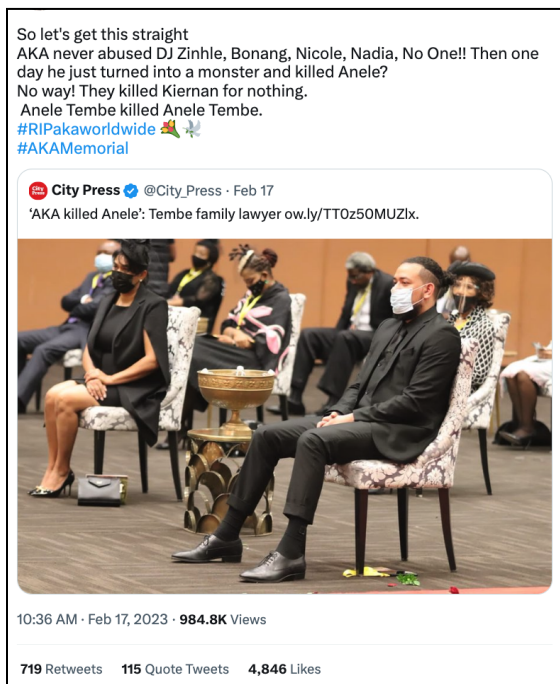 So let's get this straight
AKA never abused DJ Zinhle, Bonang, Nicole, Nadia, No One!! Then one
day he just turned into a monster and killed Anele?
No way! They killed Kiernan for nothing.
Anele Tembe killed Anele Tembe.
#RIPakaworldwide 💐 🕊️
#AKAMemorial
City Press
City Press @City_Press · Feb 17
'AKA killed Anele': Tembe family lawyer ow.ly/TT0z50MUZlx.
10:36 AM · Feb 17, 2023 · 984.8K Views
719 Retweets 115 Quote Tweets 4,846 Likes